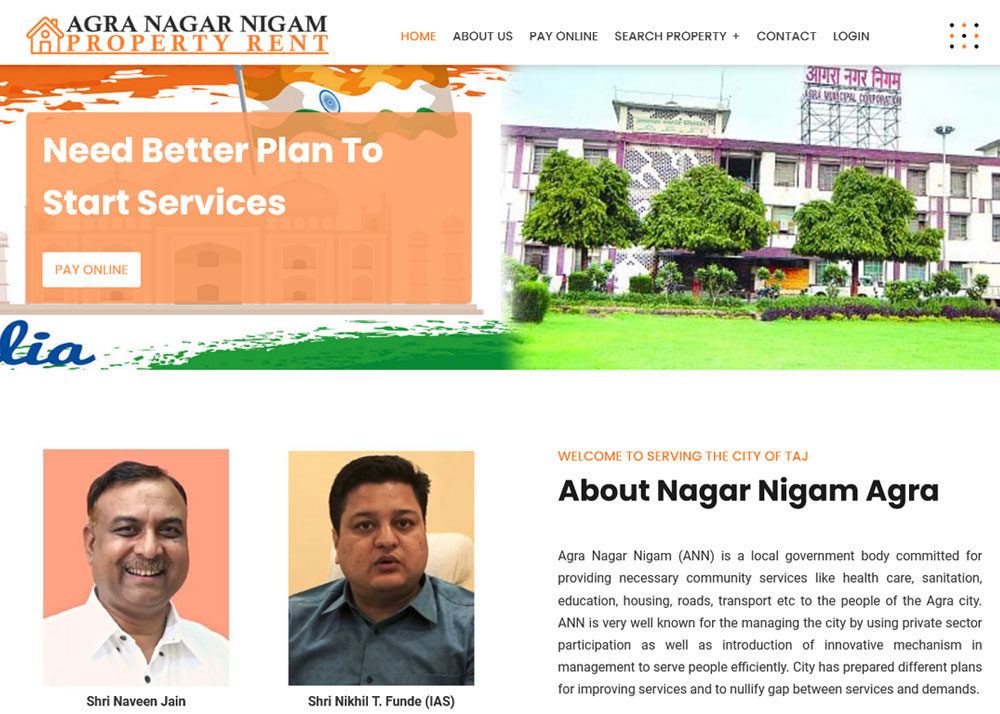 AGRA NAGAR NIGAM
PROPERTY RENT
HOME ABOUT US PAY ONLINE SEARCH PROPERTY + CONTACT LOGIN
Need Better Plan To
Start Services
PAY ONLINE
आगरा नगर निगम
AGRA MUNICIPAL CORPORATION
dia
WELCOME TO SERVING THE CITY OF TAJ
About Nagar Nigam Agra
Agra Nagar Nigam (ANN) is a local government body committed for
providing necessary community services like health care, sanitation,
education, housing, roads, transport etc to the people of the Agra city.
ANN is very well known for the managing the city by using private sector
participation as well as introduction of innovative mechanism in
management to serve people efficiently. City has prepared different plans
for improving services and to nullify gap between services and demands.
Shri Naveen Jain
Shri Nikhil T. Funde (IAS)